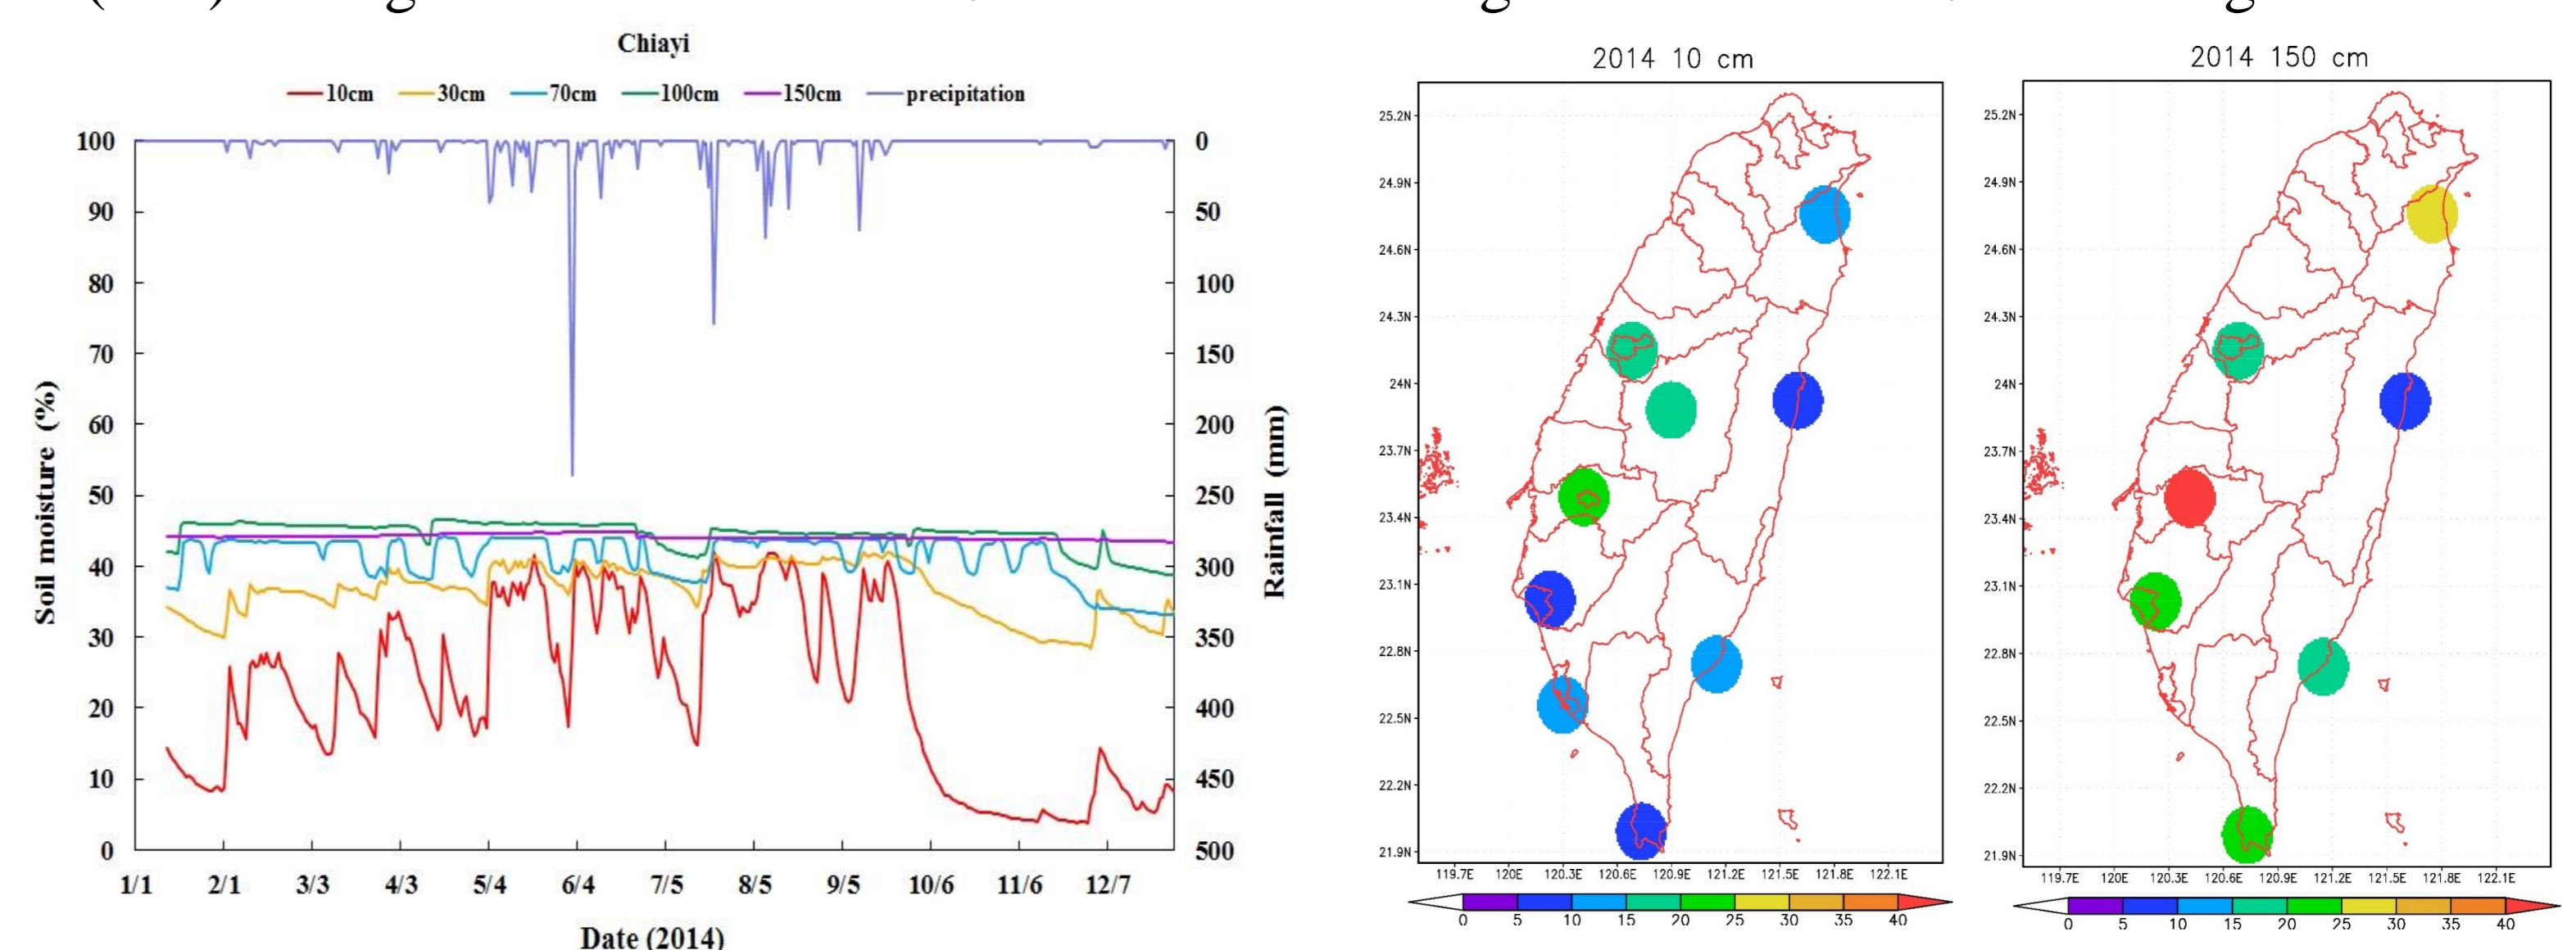 Chiayi
10cm 30cm 70cm 100cm 150cm precipitation
100
90
80
70
60
50
40
30
20
10
0
Soil moisture (%)
0
50
100
150
200
250
300
350
400
450
500
Rainfall (mm)
1/1 2/1 3/3 4/3 5/4 6/4 7/5 8/5 9/5 10/6 11/6 12/7
Date (2014)
2014 10 cm
25.2N
24.9N
24.6N
24.3N
24N
23.7N
23.4N
23.1N
22.8N
22.5N
22.2N
21.9N
119.7E 120E 120.3E 120.6E 120.9E 121.2E 121.5E 121.8E 122.1E
0 5 10 15 20 25 30 35 40
2014 150 cm
25.2N
24.9N
24.6N
24.3N
24N
23.7N
23.4N
23.1N
22.8N
22.5N
22.2N
21.9N
119.7E 120E 120.3E 120.6E 120.9E 121.2E 121.5E 121.8E 122.1E
0 5 10 15 20 25 30 35 40